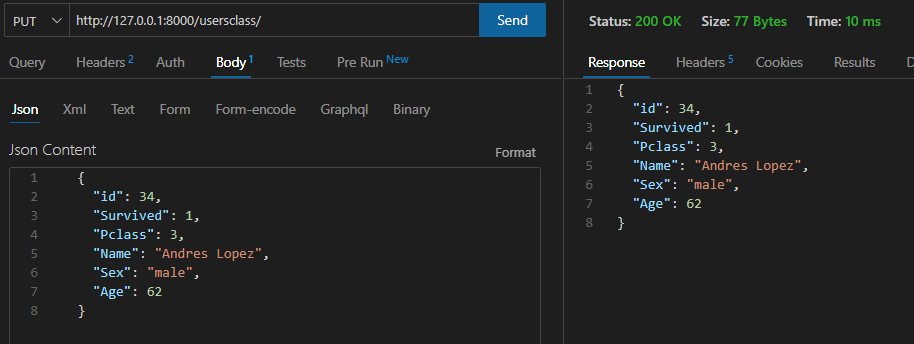 PUT http://127.0.0.1:8000/usersclass/ Send
Query Headers 2 Auth Body 1 Tests Pre Run New
Json Xml Text Form Form-encode Graphql Binary
Json Content Format
1 {
2 "id": 34,
3 "Survived": 1,
4 "Pclass": 3,
5 "Name": "Andres Lopez",
6 "Sex": "male",
7 "Age": 62
8 }
Status: 200 OK Size: 77 Bytes Time: 10 ms
Response Headers 5 Cookies Results D
1 {
2 "id": 34,
3 "Survived": 1,
4 "Pclass": 3,
5 "Name": "Andres Lopez",
6 "Sex": "male",
7 "Age": 62
8 }